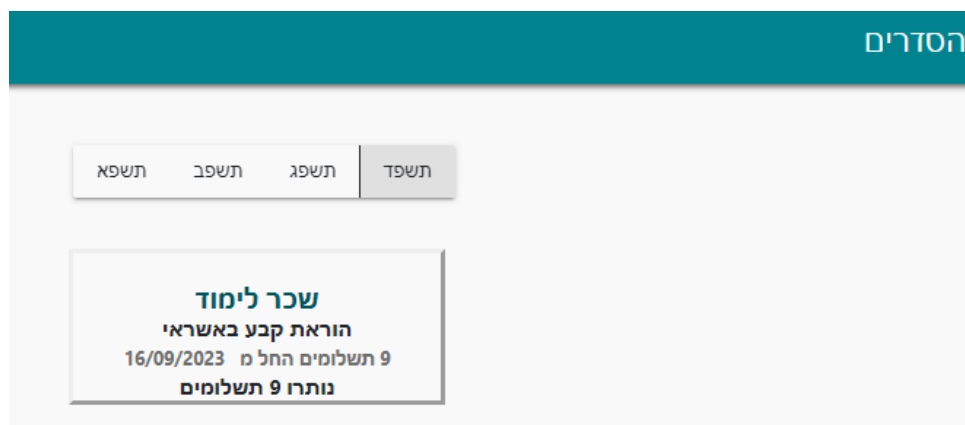 הסדרים
תשפד תשפג תשפב תשפא
שכר לימוד
הוראת קבע באשראי
9 תשלומים החל מ 16/09/2023
נותרו 9 תשלומים